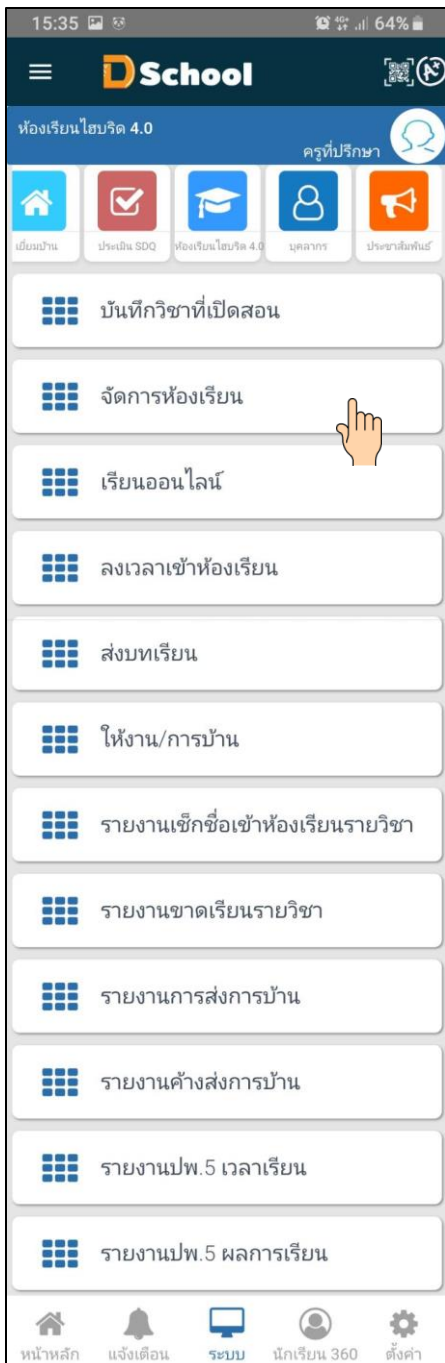 15:35
64%
DSchool
ห้องเรียนไฮบริด 4.0
ครูที่ปรึกษา
เยี่ยมบ้าน ประเมิน SDQ ห้องเรียนไฮบริด 4.0 บุคลากร ประชาสัมพันธ์
บันทึกวิชาที่เปิดสอน
จัดการห้องเรียน
เรียนออนไลน์
ลงเวลาเข้าห้องเรียน
ส่งบทเรียน
ให้งาน/การบ้าน
รายงานเช็กชื่อเข้าห้องเรียนรายวิชา
รายงานขาดเรียนรายวิชา
รายงานการส่งการบ้าน
รายงานค้างส่งการบ้าน
รายงานปพ.5 เวลาเรียน
รายงานปพ.5 ผลการเรียน
หน้าหลัก แจ้งเตือน ระบบ นักเรียน 360 ตั้งค่า